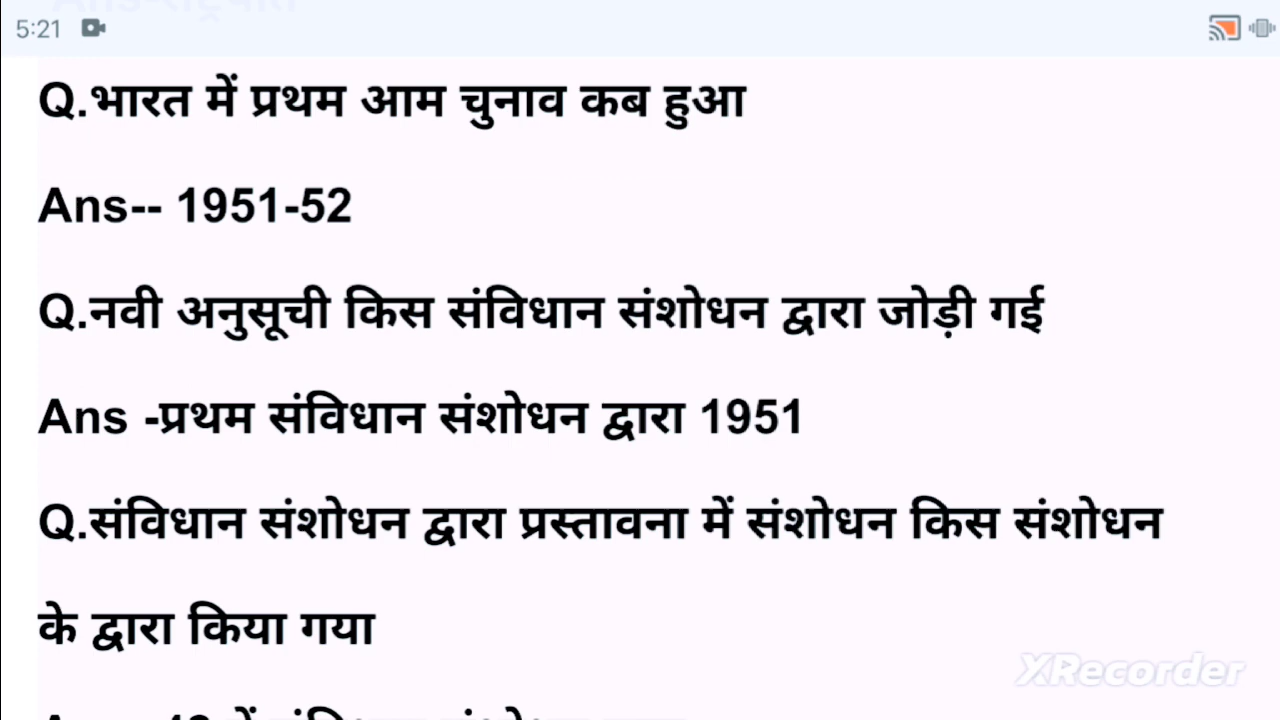 5:21
Q.भारत में प्रथम आम चुनाव कब हुआ
Ans-- 1951-52
Q.नवी अनुसूची किस संविधान संशोधन द्वारा जोड़ी गई
Ans -प्रथम संविधान संशोधन द्वारा 1951
Q.संविधान संशोधन द्वारा प्रस्तावना में संशोधन किस संशोधन
के द्वारा किया गया
XRecorder